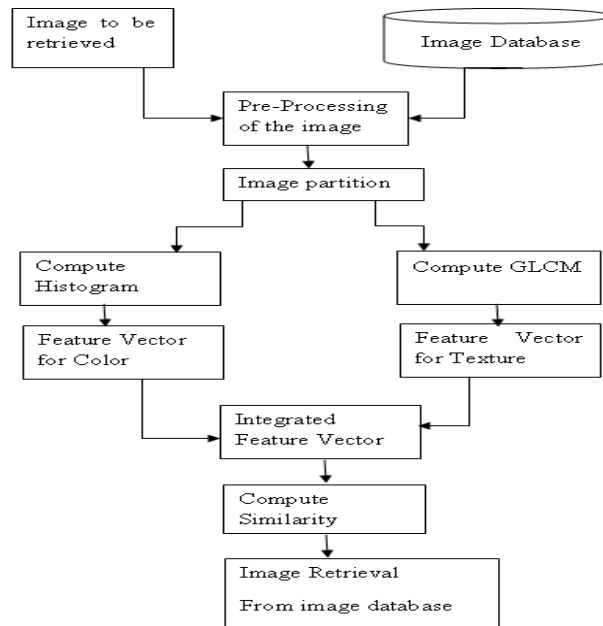 Image to be
retrieved
Image Database
Pre-Processing
of the image
Image partition
Compute
Histogram
Compute GLCM
Feature Vector
for Color
Feature Vector
for Texture
Integrated
Feature Vector
Compute
Similarity
Image Retrieval
From image database